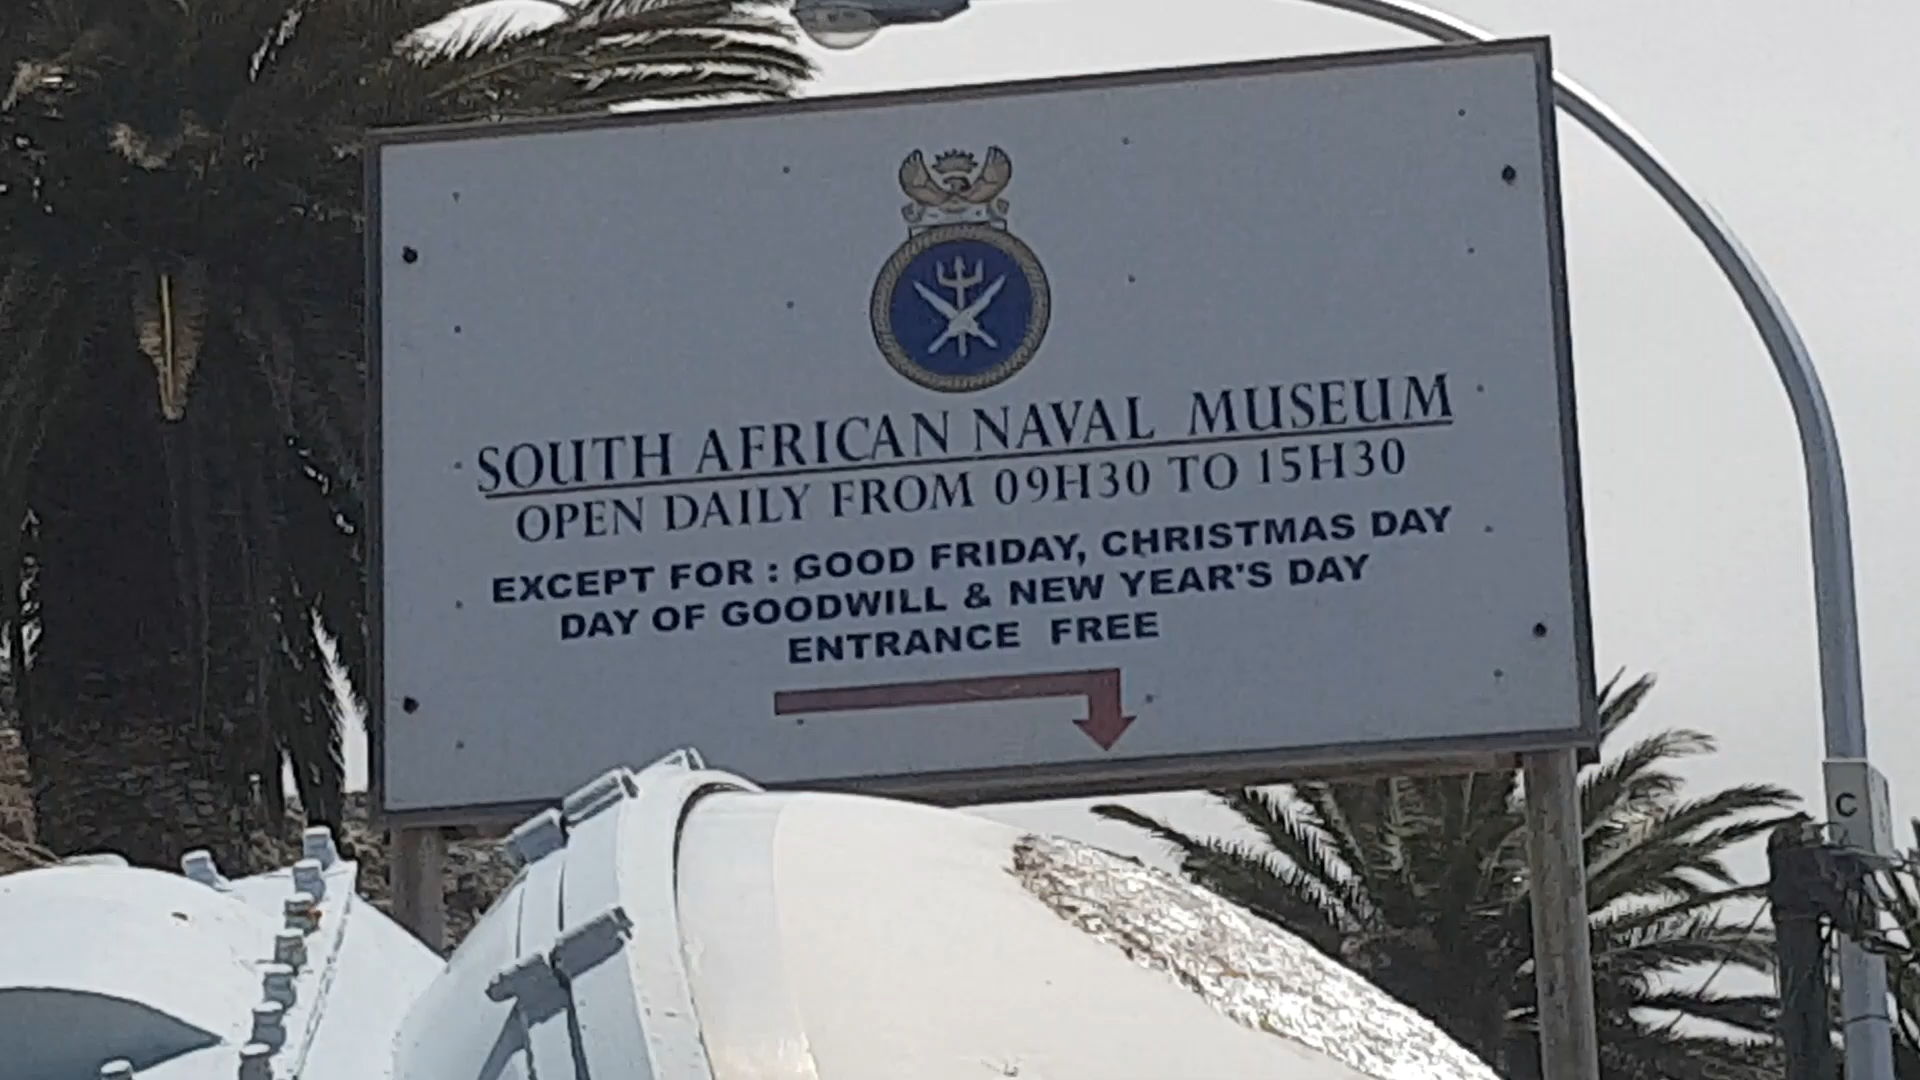 SOUTH AFRICAN NAVAL MUSEUM
OPEN DAILY FROM 09H30 TO 15H30
EXCEPT FOR : GOOD FRIDAY, CHRISTMAS DAY
DAY OF GOODWILL & NEW YEAR'S DAY
ENTRANCE FREE
C